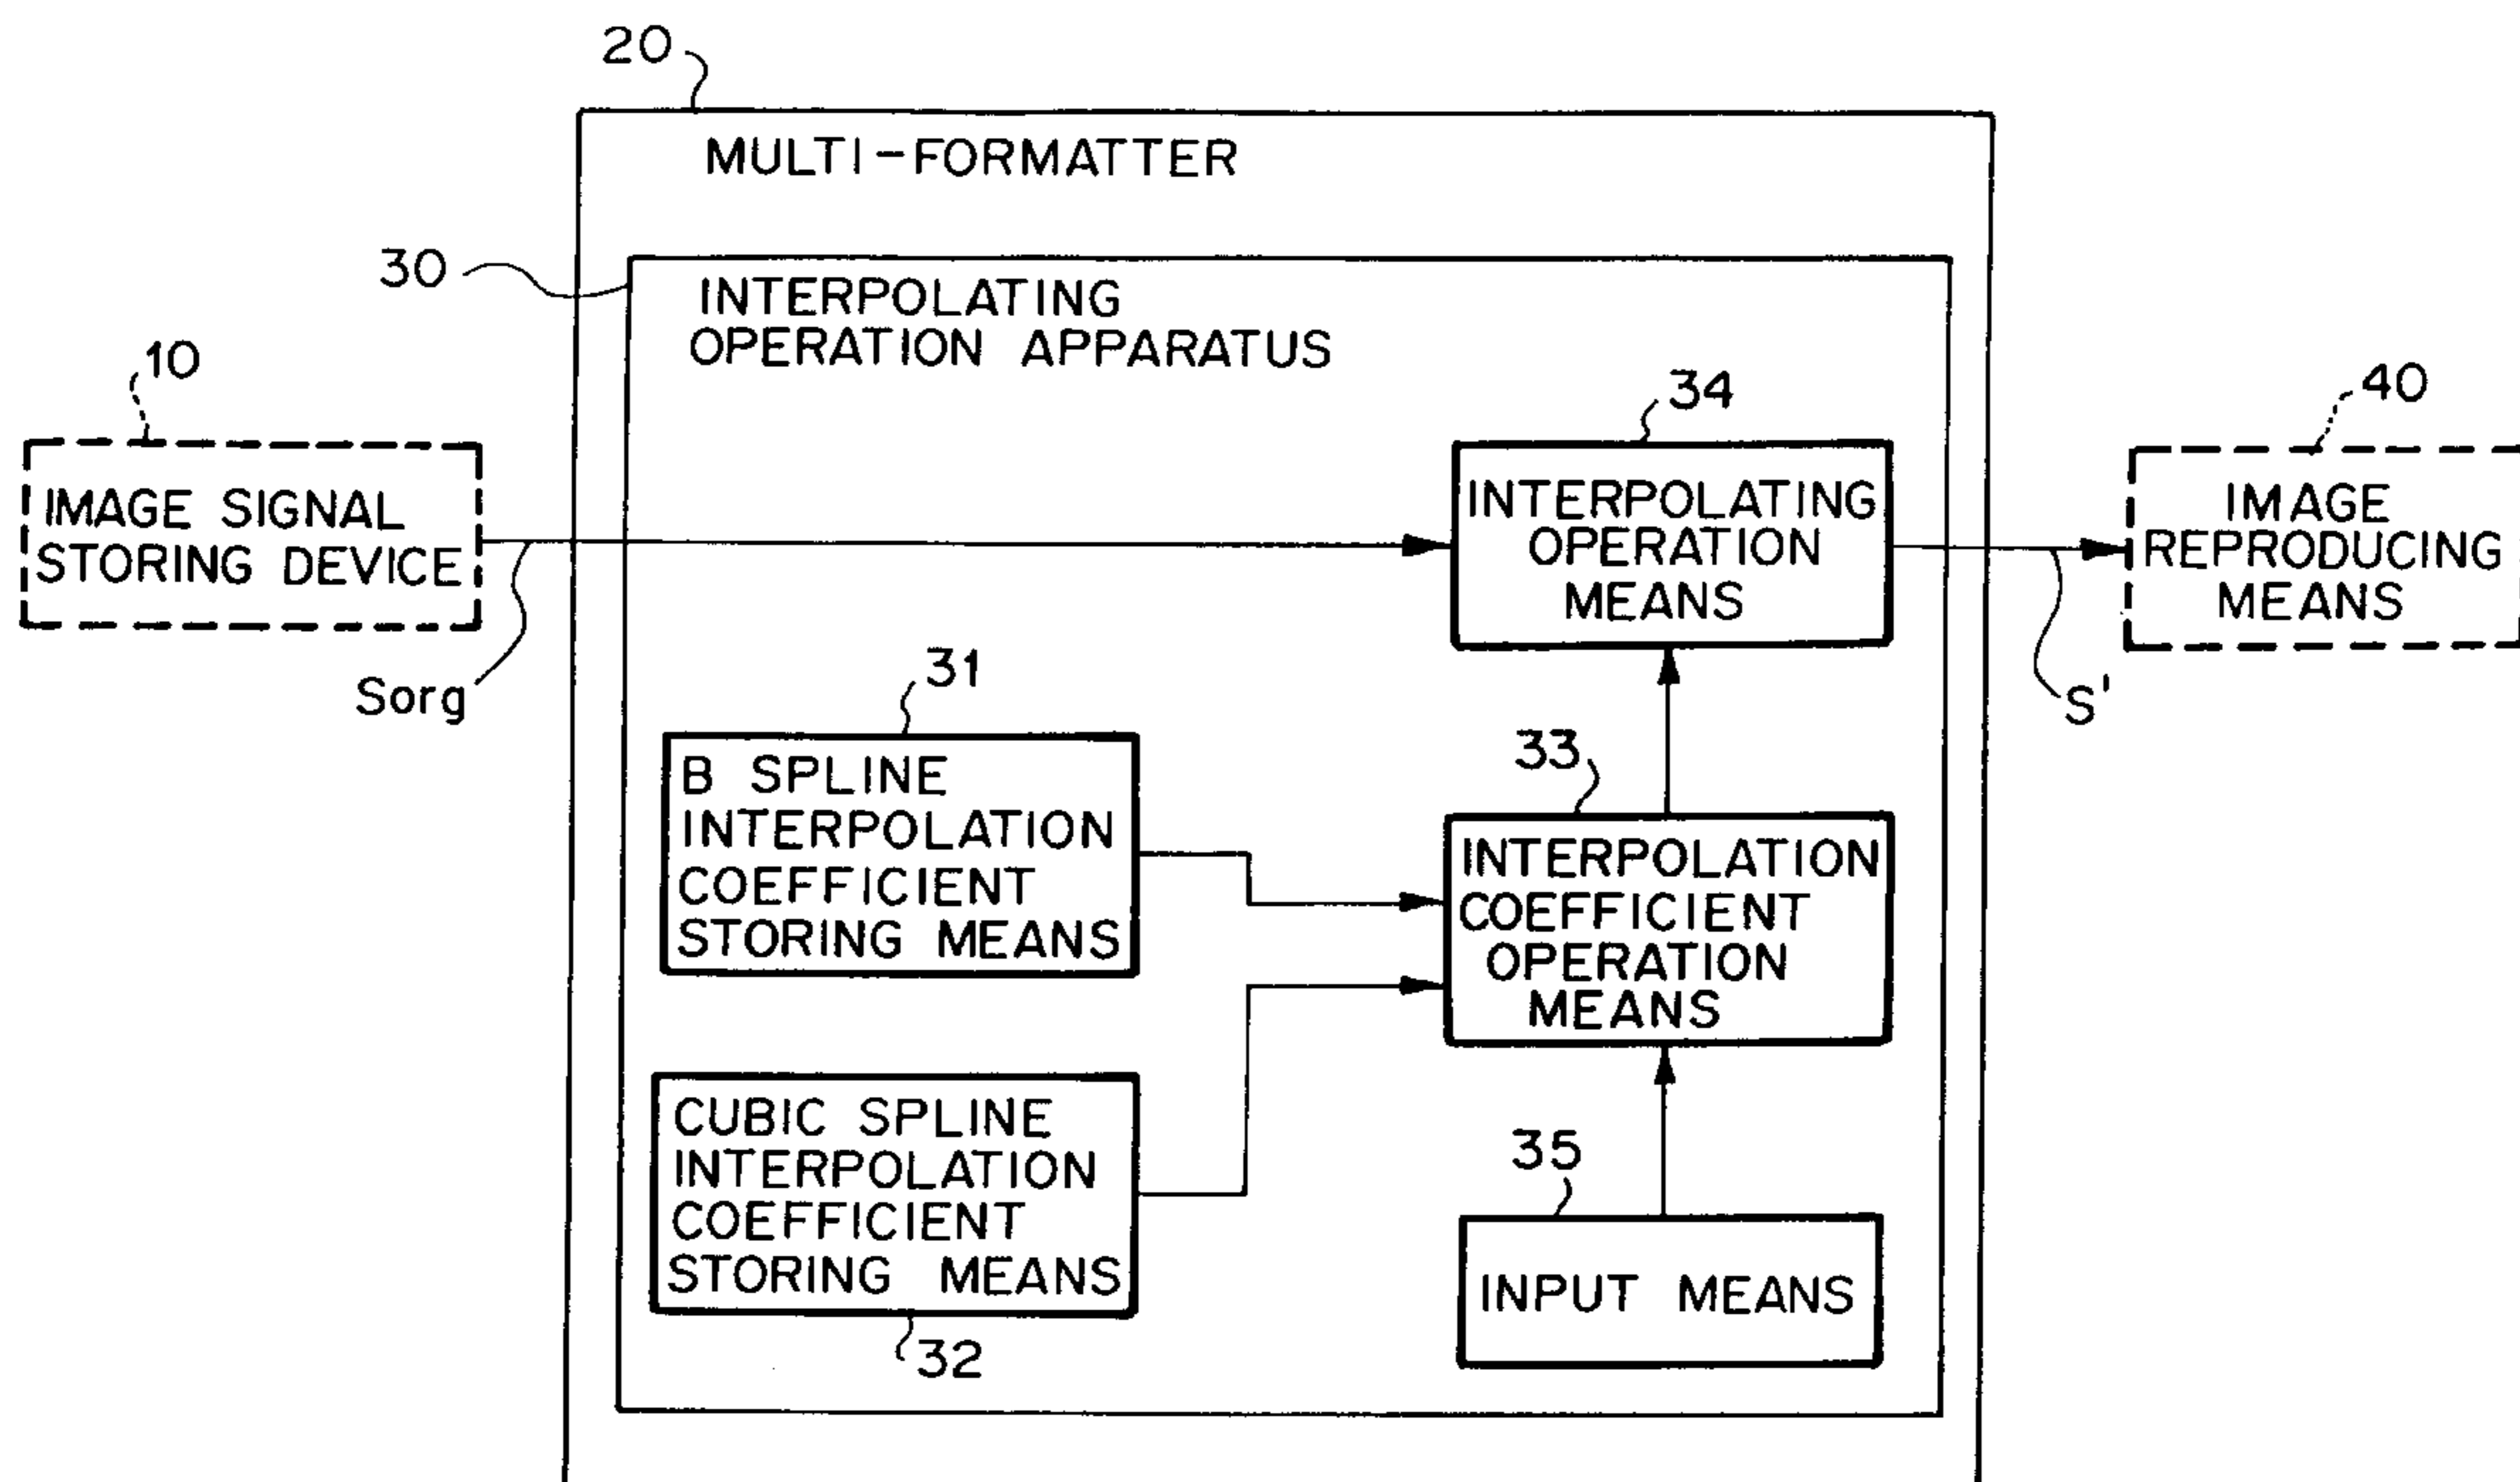 20
MULTI-FORMATTER
30
INTERPOLATING
OPERATION APPARATUS
10
IMAGE SIGNAL
STORING DEVICE
Sorg
34
INTERPOLATING
OPERATION
MEANS
40
IMAGE
REPRODUCING
MEANS
S'
31
B SPLINE
INTERPOLATION
COEFFICIENT
STORING MEANS
33
INTERPOLATION
COEFFICIENT
OPERATION
MEANS
CUBIC SPLINE
INTERPOLATION
COEFFICIENT
STORING MEANS
32
35
INPUT MEANS